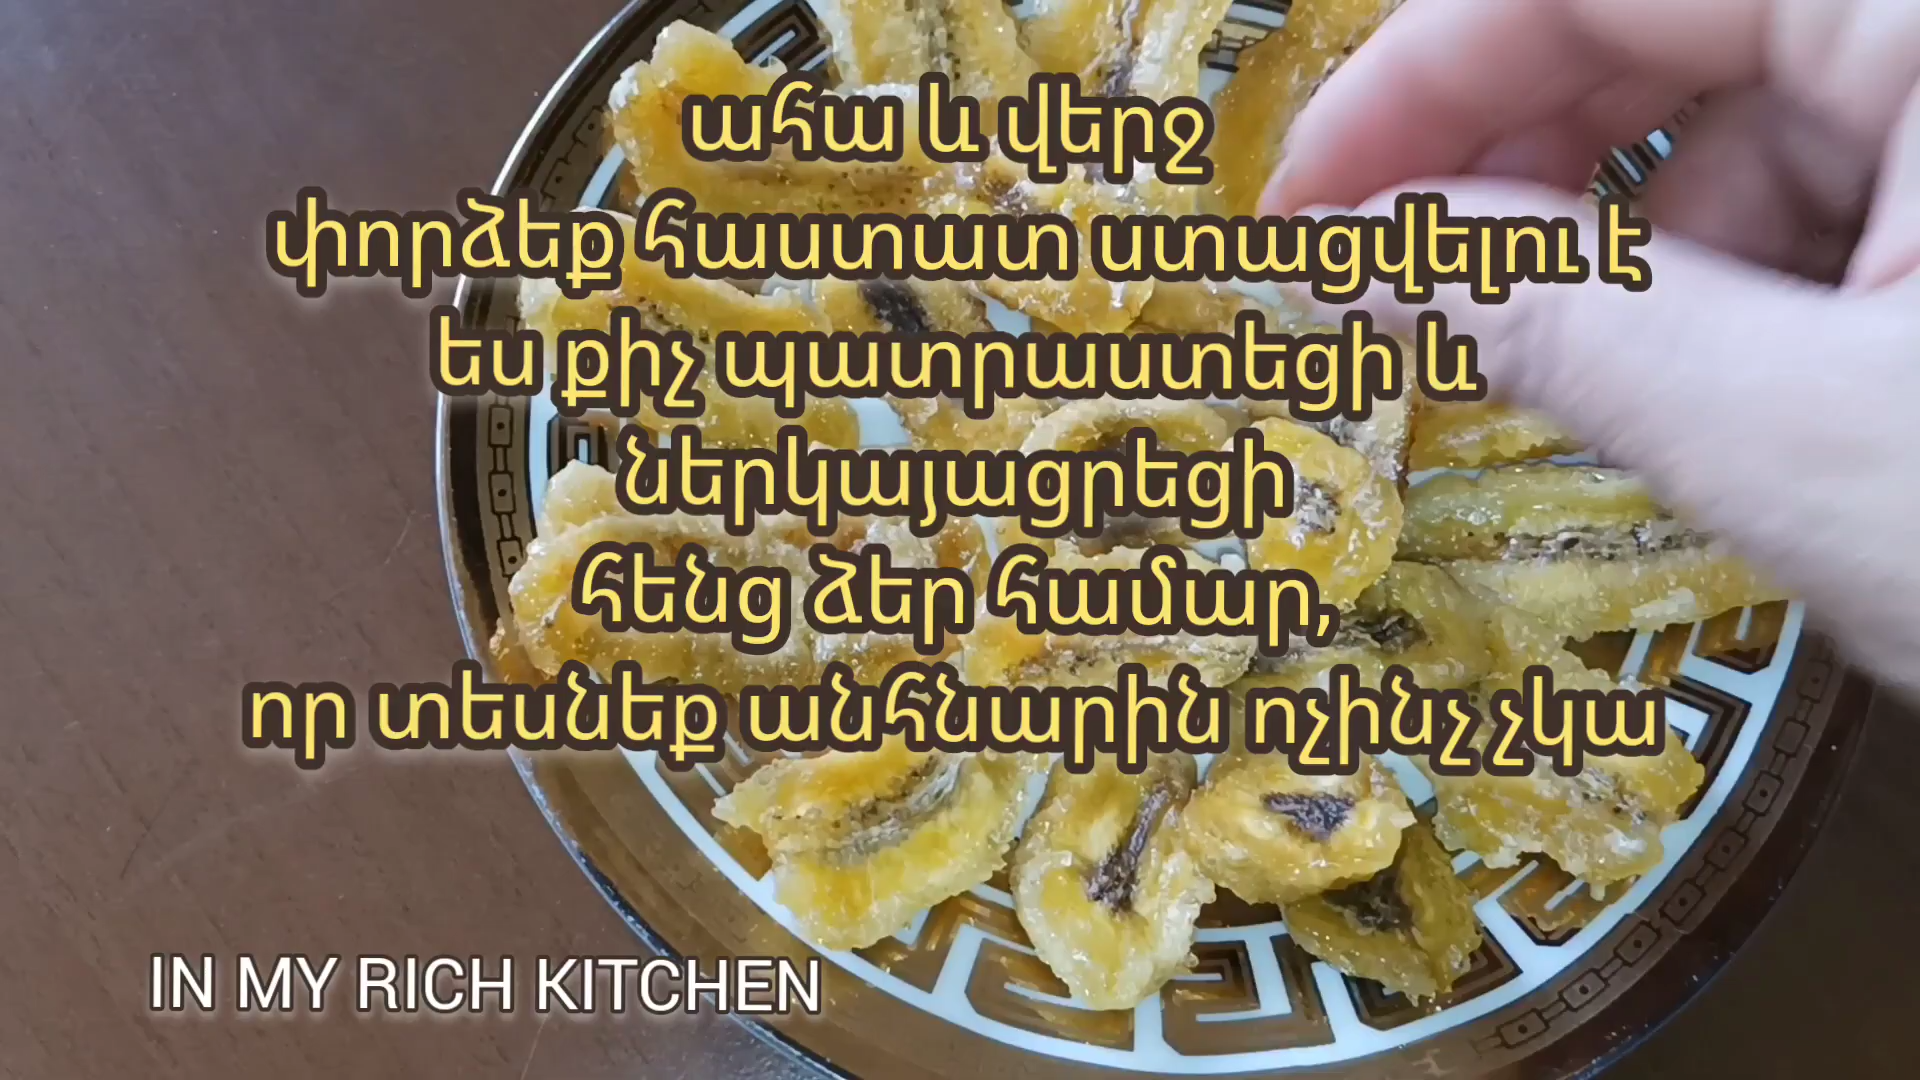 ահա և վերջ
փորձեք հաստատ ստացվելու է
ես քիչ պատրաստեցի և
ներկայացրեցի
հենց ձեր համար,
որ տեսնեք անհնարին ոչինչ չկա
IN MY RICH KITCHEN